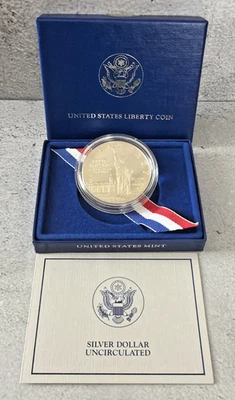 UNITED STATES LIBERTY COIN
UNITED STATES MINT
SILVER DOLLAR
UNCIRCULATED